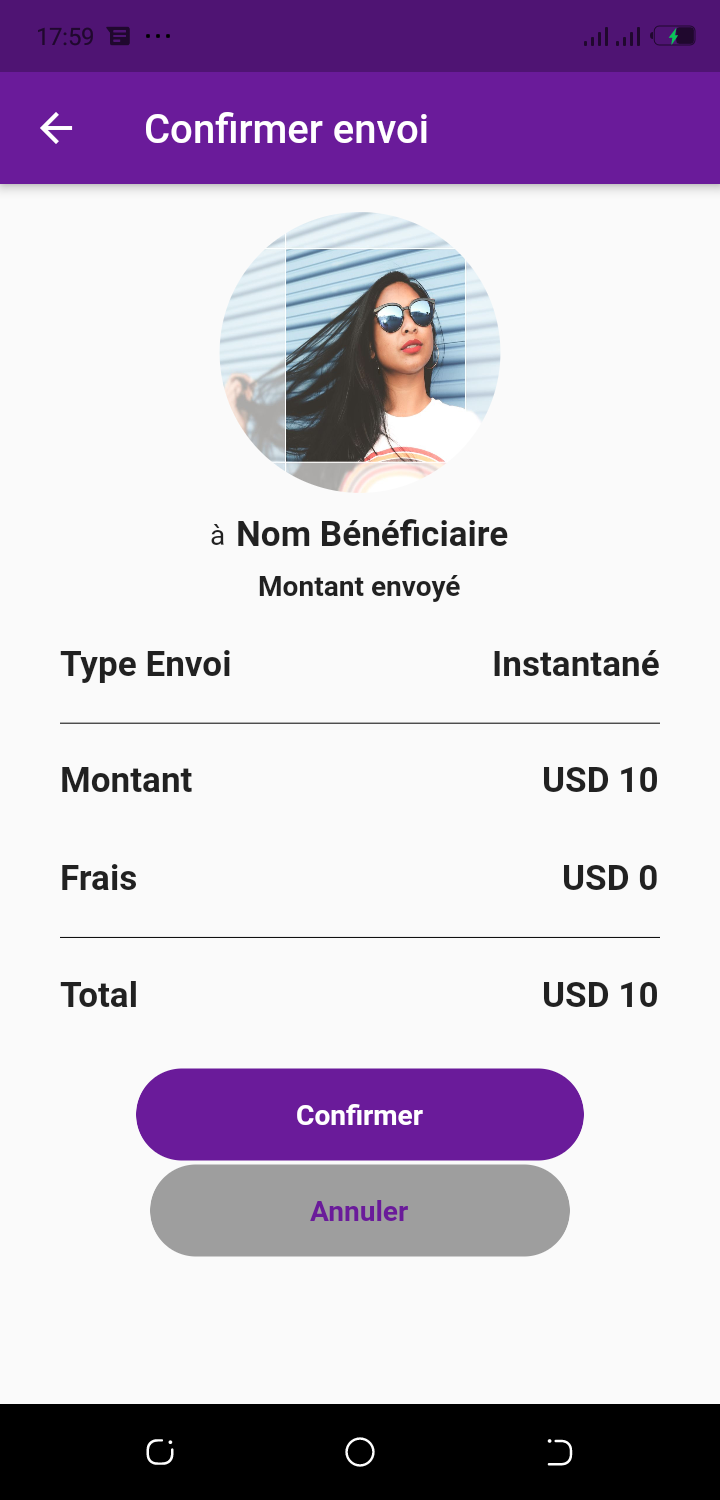 17:59
Confirmer envoi
à Nom Bénéficiaire
Montant envoyé
Type Envoi Instantané
Montant USD 10
Frais USD 0
Total USD 10
Confirmer
Annuler